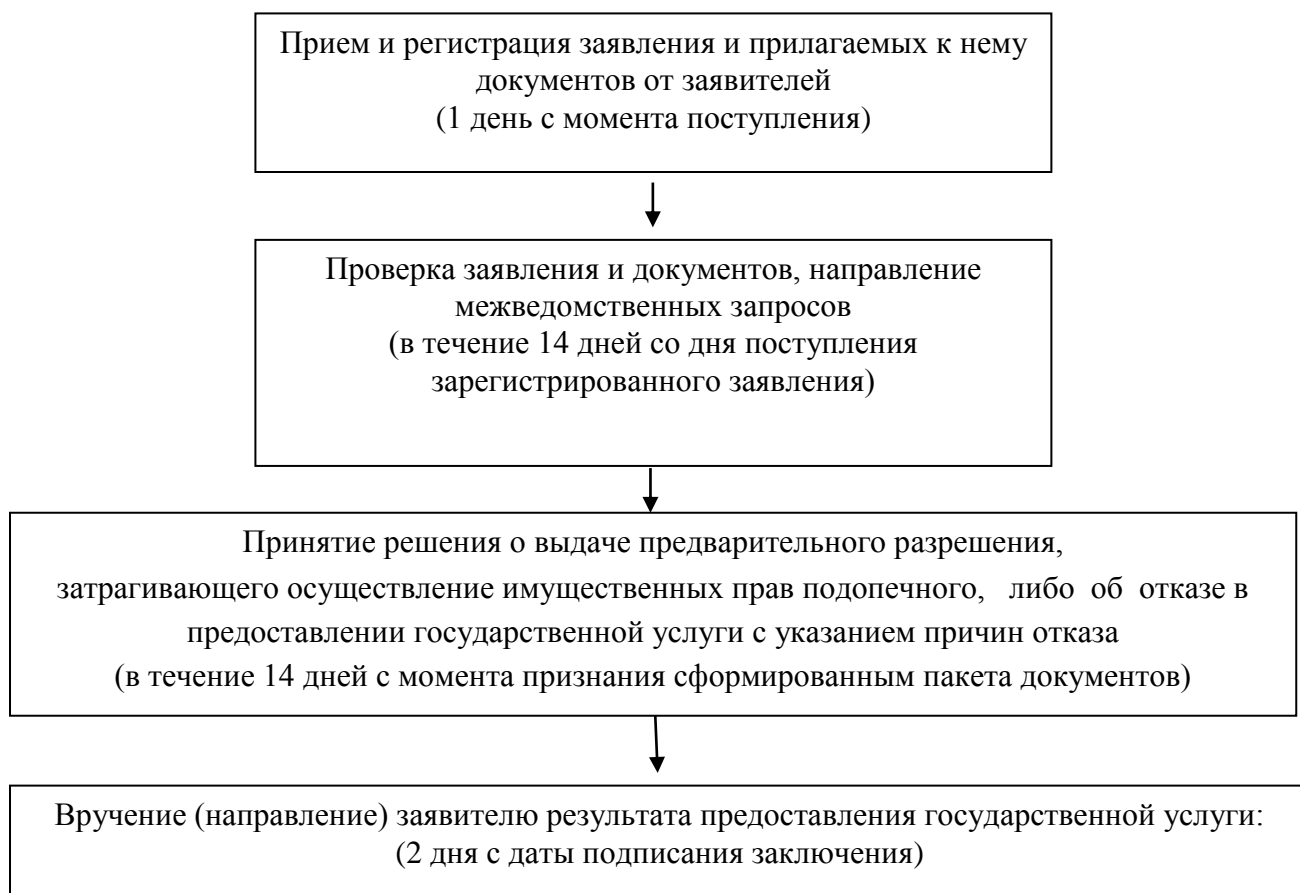 Прием и регистрация заявления и прилагаемых к нему
документов от заявителей
(1 день с момента поступления)
Проверка заявления и документов, направление
межведомственных запросов
(в течение 14 дней со дня поступления
зарегистрированного заявления)
Принятие решения о выдаче предварительного разрешения,
затрагивающего осуществление имущественных прав подопечного, либо об отказе в
предоставлении государственной услуги с указанием причин отказа
(в течение 14 дней с момента признания сформированным пакета документов)
Вручение (направление) заявителю результата предоставления государственной услуги:
(2 дня с даты подписания заключения)